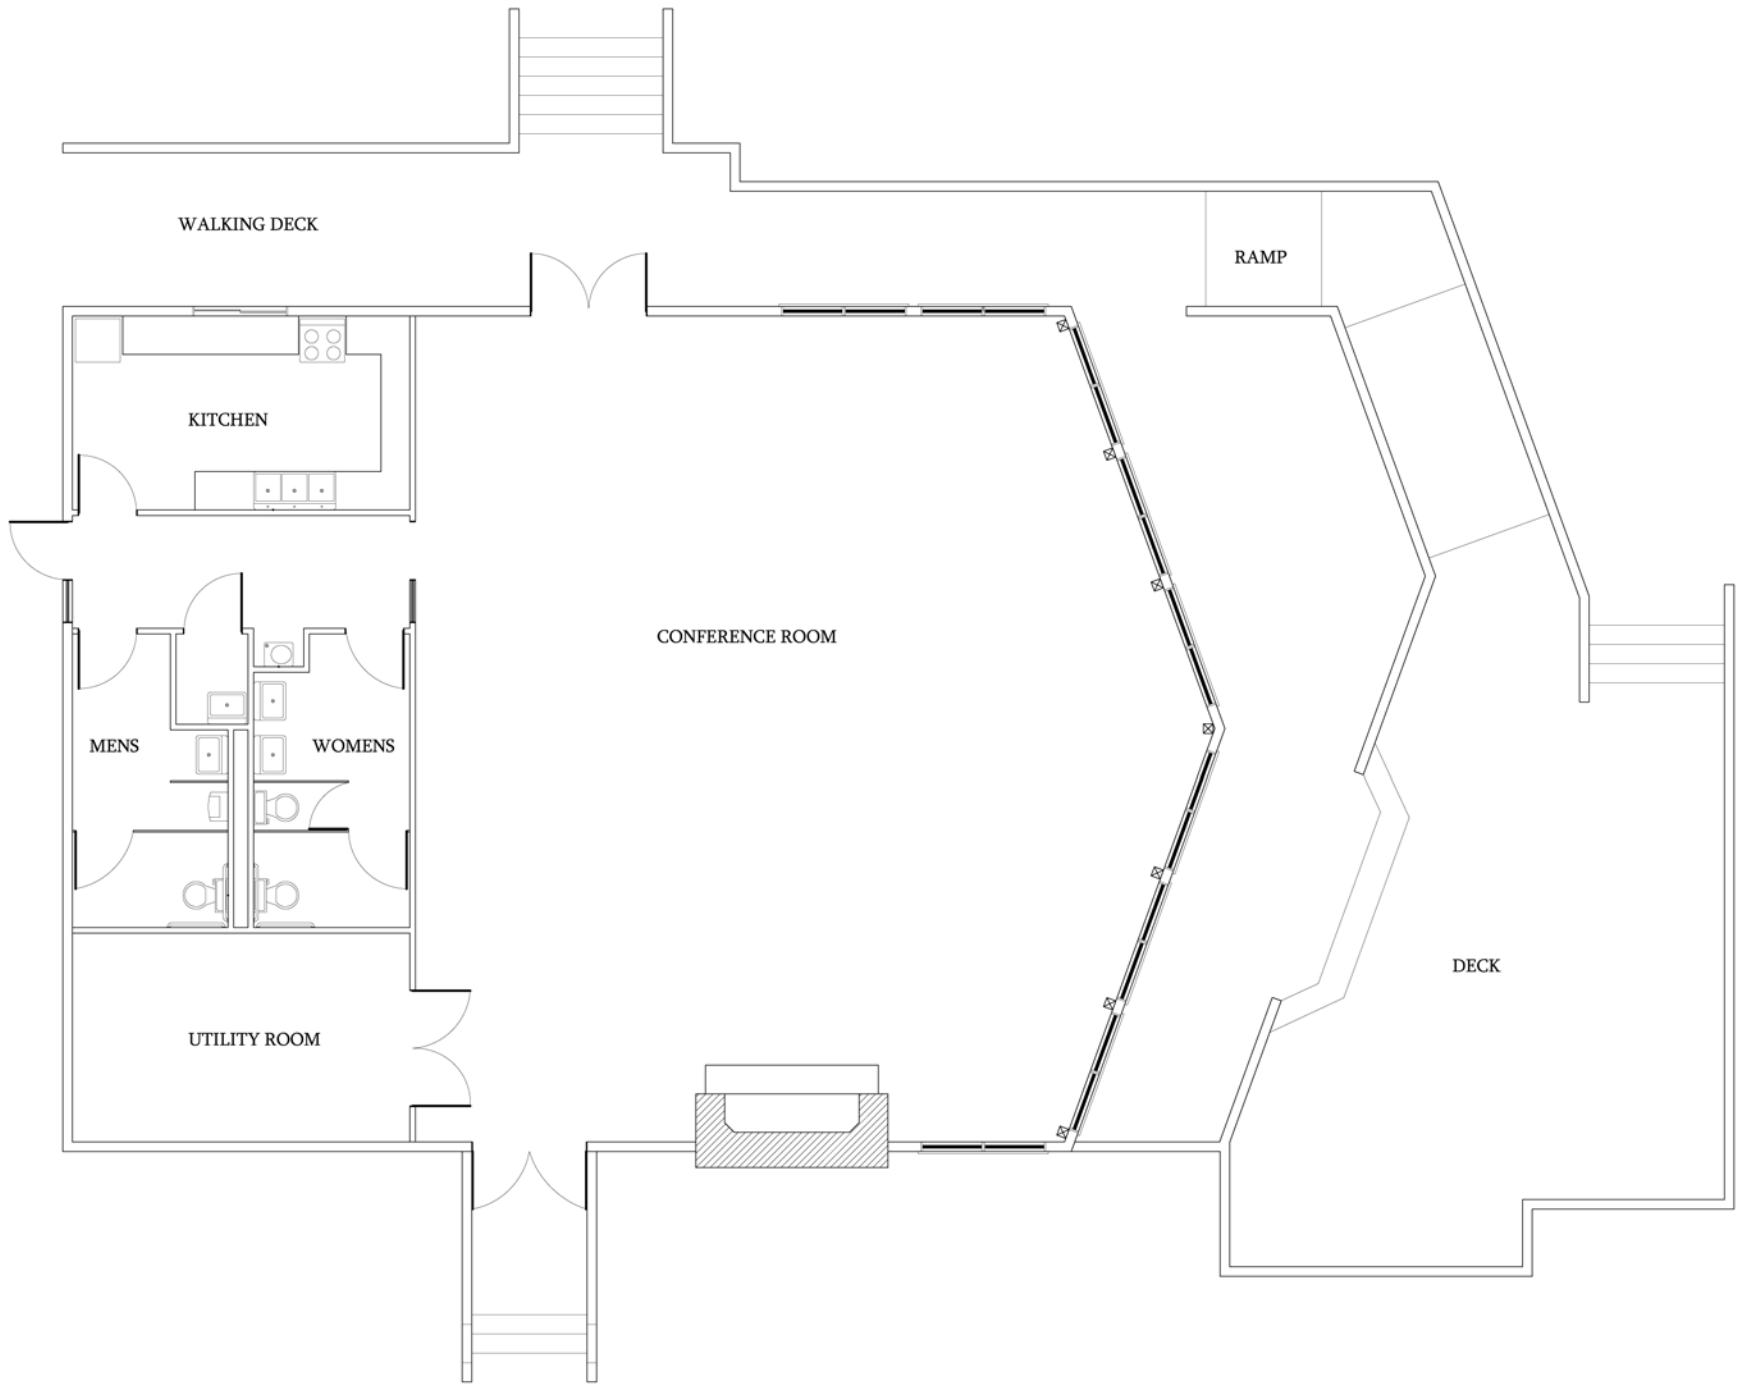 WALKING DECK
RAMP
KITCHEN
CONFERENCE ROOM
MENS
WOMENS
DECK
UTILITY ROOM